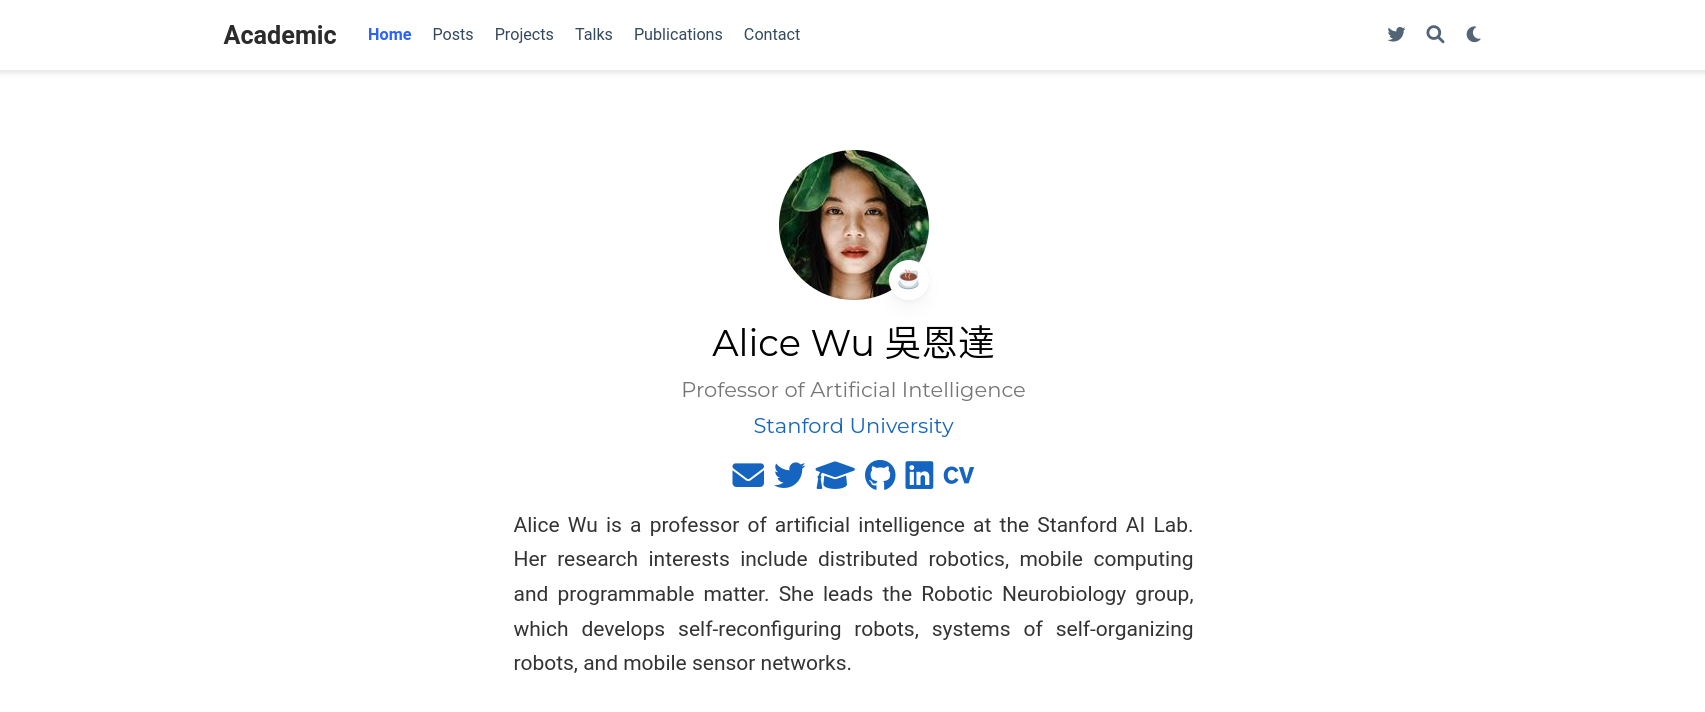 Academic Home Posts Projects Talks Publications Contact
Alice Wu 吳恩達
Professor of Artificial Intelligence
Stanford University
CV
Alice Wu is a professor of artificial intelligence at the Stanford AI Lab.
Her research interests include distributed robotics, mobile computing
and programmable matter. She leads the Robotic Neurobiology group,
which develops self-reconfiguring robots, systems of self-organizing
robots, and mobile sensor networks.